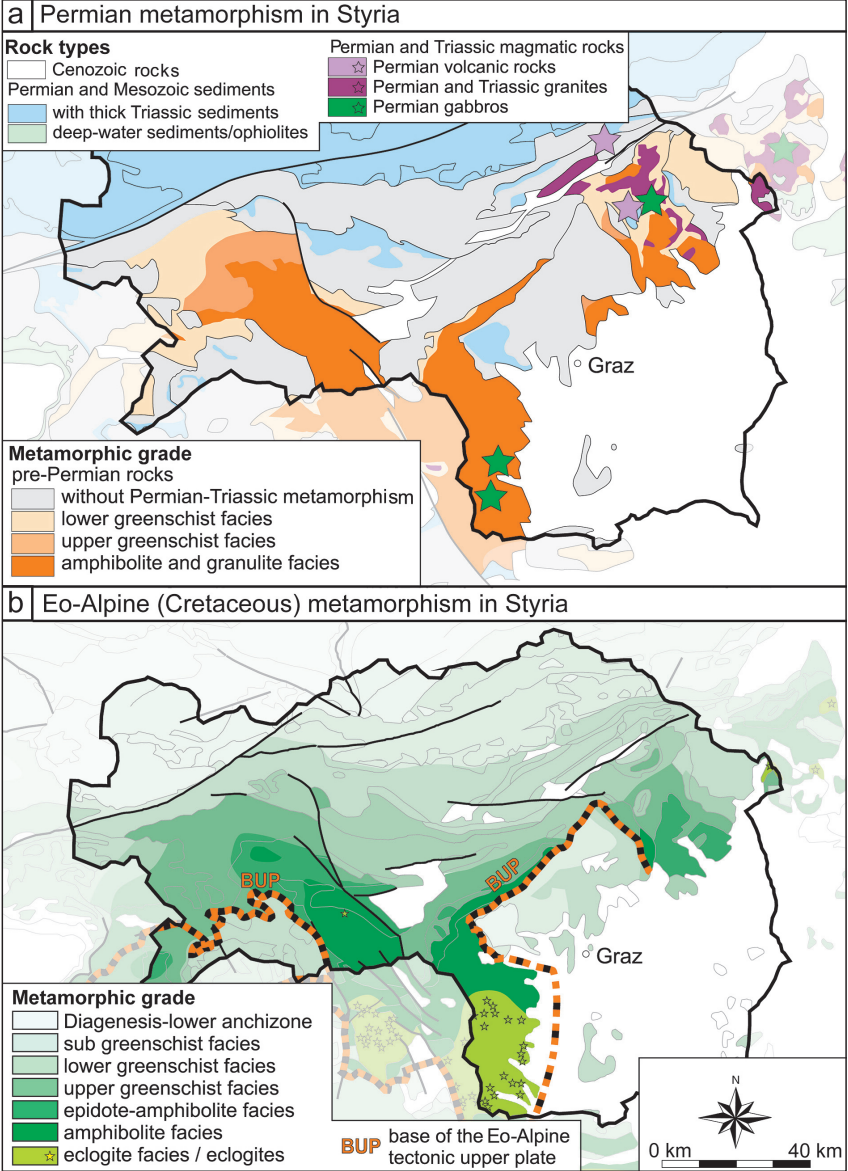 a Permian metamorphism in Styria
Rock types
Cenozoic rocks
Permian and Mesozoic sediments
with thick Triassic sediments
deep-water sediments/ophiolites
Permian and Triassic magmatic rocks
Permian volcanic rocks
Permian and Triassic granites
Permian gabbros
Graz
Metamorphic grade
pre-Permian rocks
without Permian-Triassic metamorphism
lower greenschist facies
upper greenschist facies
amphibolite and granulite facies
b Eo-Alpine (Cretaceous) metamorphism in Styria
BUP
BUP
Graz
Metamorphic grade
Diagenesis-lower anchizone
sub greenschist facies
lower greenschist facies
upper greenschist facies
epidote-amphibolite facies
amphibolite facies
eclogite facies / eclogites
BUP base of the Eo-Alpine
tectonic upper plate
N
0 km 40 km